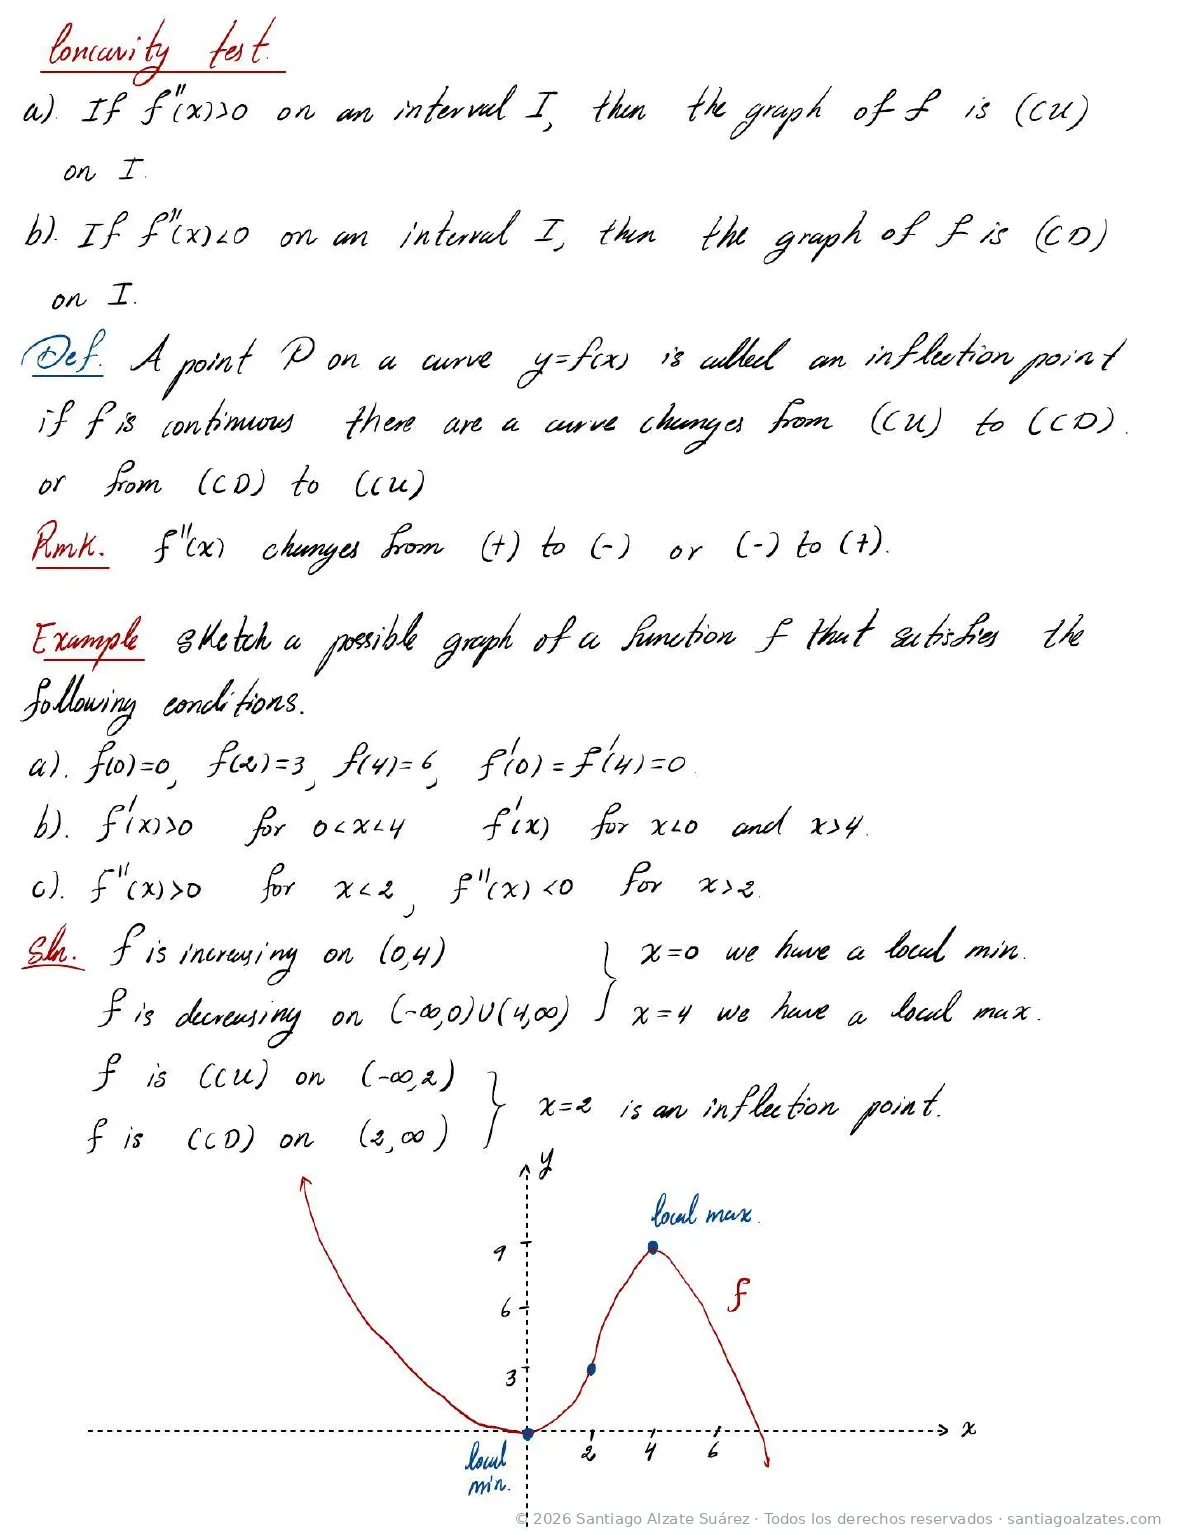 Concavity test.
a). If f''(x)>0 on an interval I, then the graph of f is (CU)
on I.
b). If f''(x)<0 on an interval I, then the graph of f is (CD)
on I.
Def. A point P on a curve y=f(x) is called an inflection point
if f is continuous there are a curve changes from (CU) to (CD).
or from (CD) to (CU)
Rmk. f''(x) changes from (+) to (-) or (-) to (+).
Example sketch a possible graph of a function f that satisfies the
following conditions.
a). f(0)=0, f(2)=3, f(4)=6, f'(0)=f'(4)=0.
b). f'(x)>0 for 0<x<4 f'(x) for x<0 and x>4.
c). f''(x)>0 for x<2, f''(x)<0 for x>2.
Sln. f is increasing on (0,4) } x=0 we have a local min.
f is decreasing on (-∞,0)U(4,∞) } x=4 we have a local max.
f is (CU) on (-∞,2)
} x=2 is an inflection point.
f is (CD) on (2,∞)
y
local max.
9
f
6
3
x
2 4 6
local
min.
© 2026 Santiago Alzate Suárez · Todos los derechos reservados · santiagoalzates.com